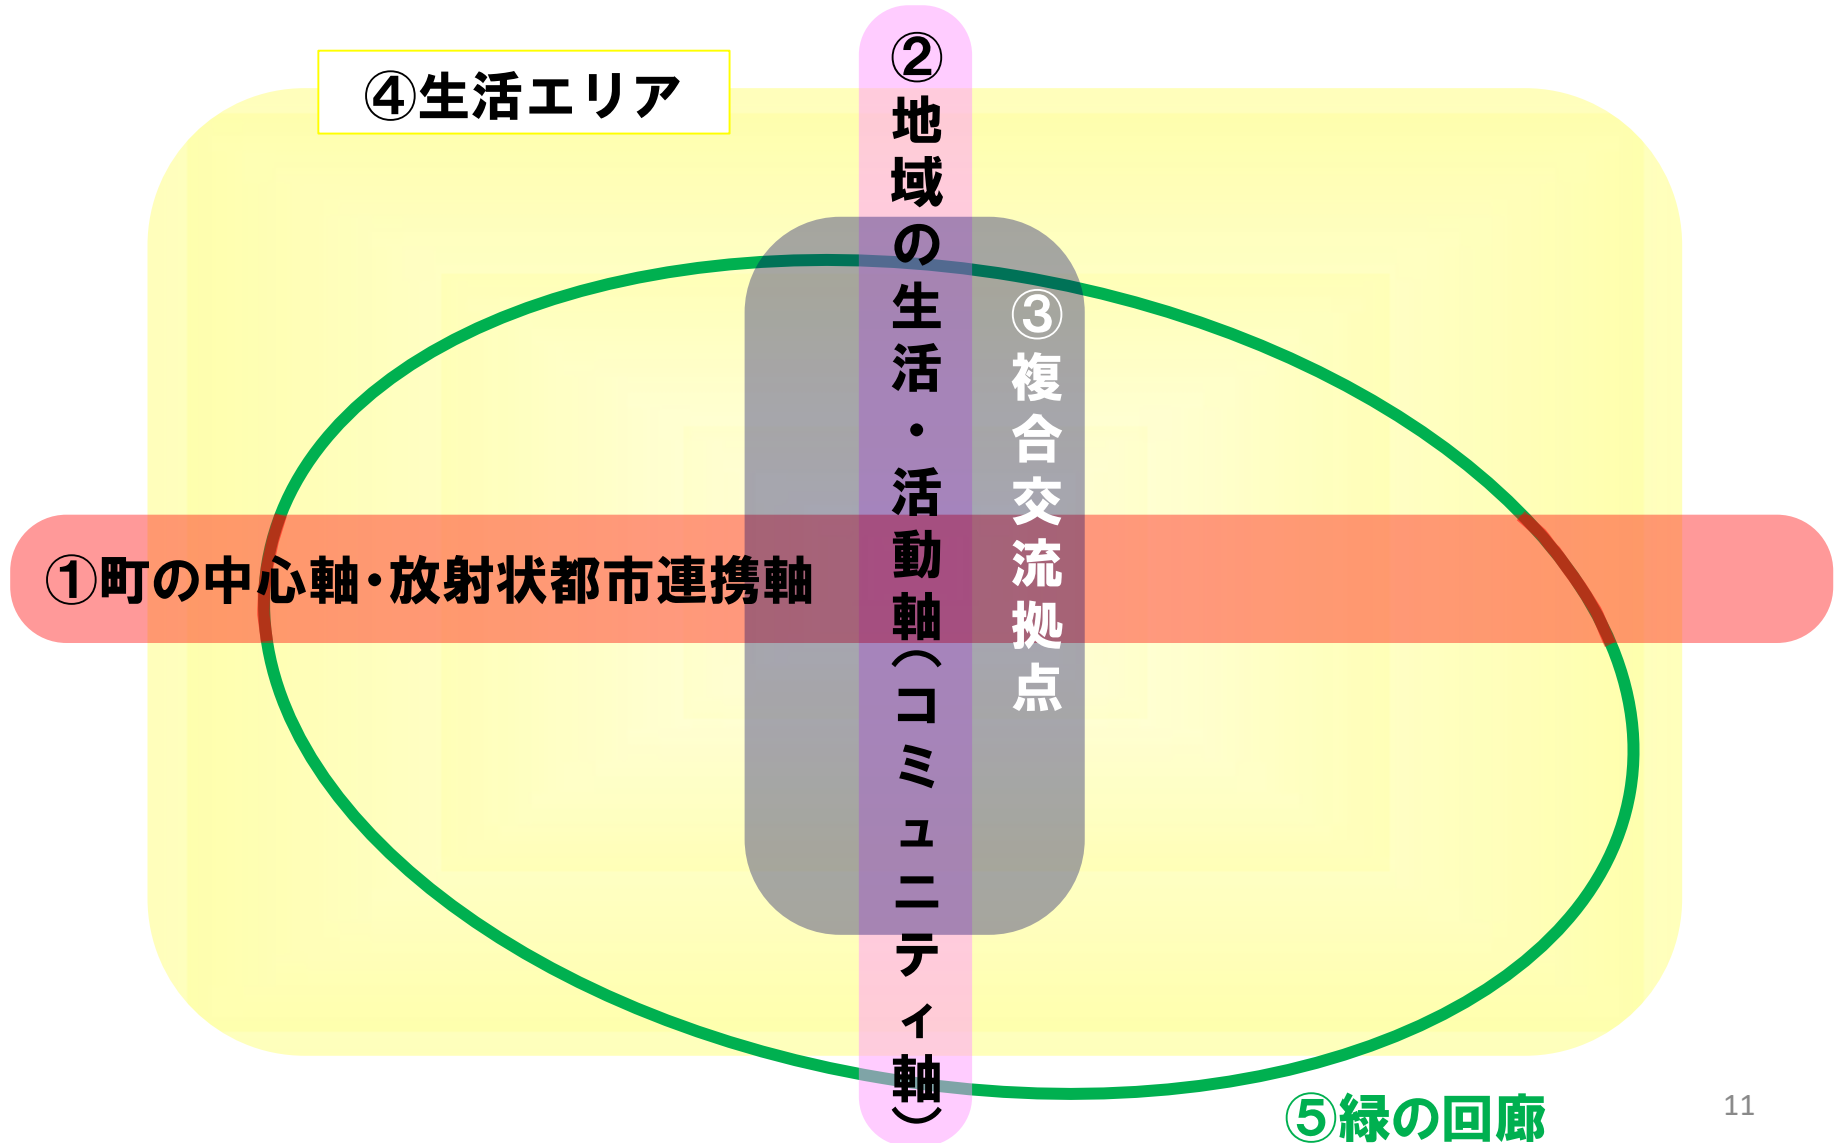 ④生活エリア
②地域の生活・活動軸（コミュニティ軸）
③複合交流拠点
①町の中心軸・放射状都市連携軸
⑤緑の回廊
11